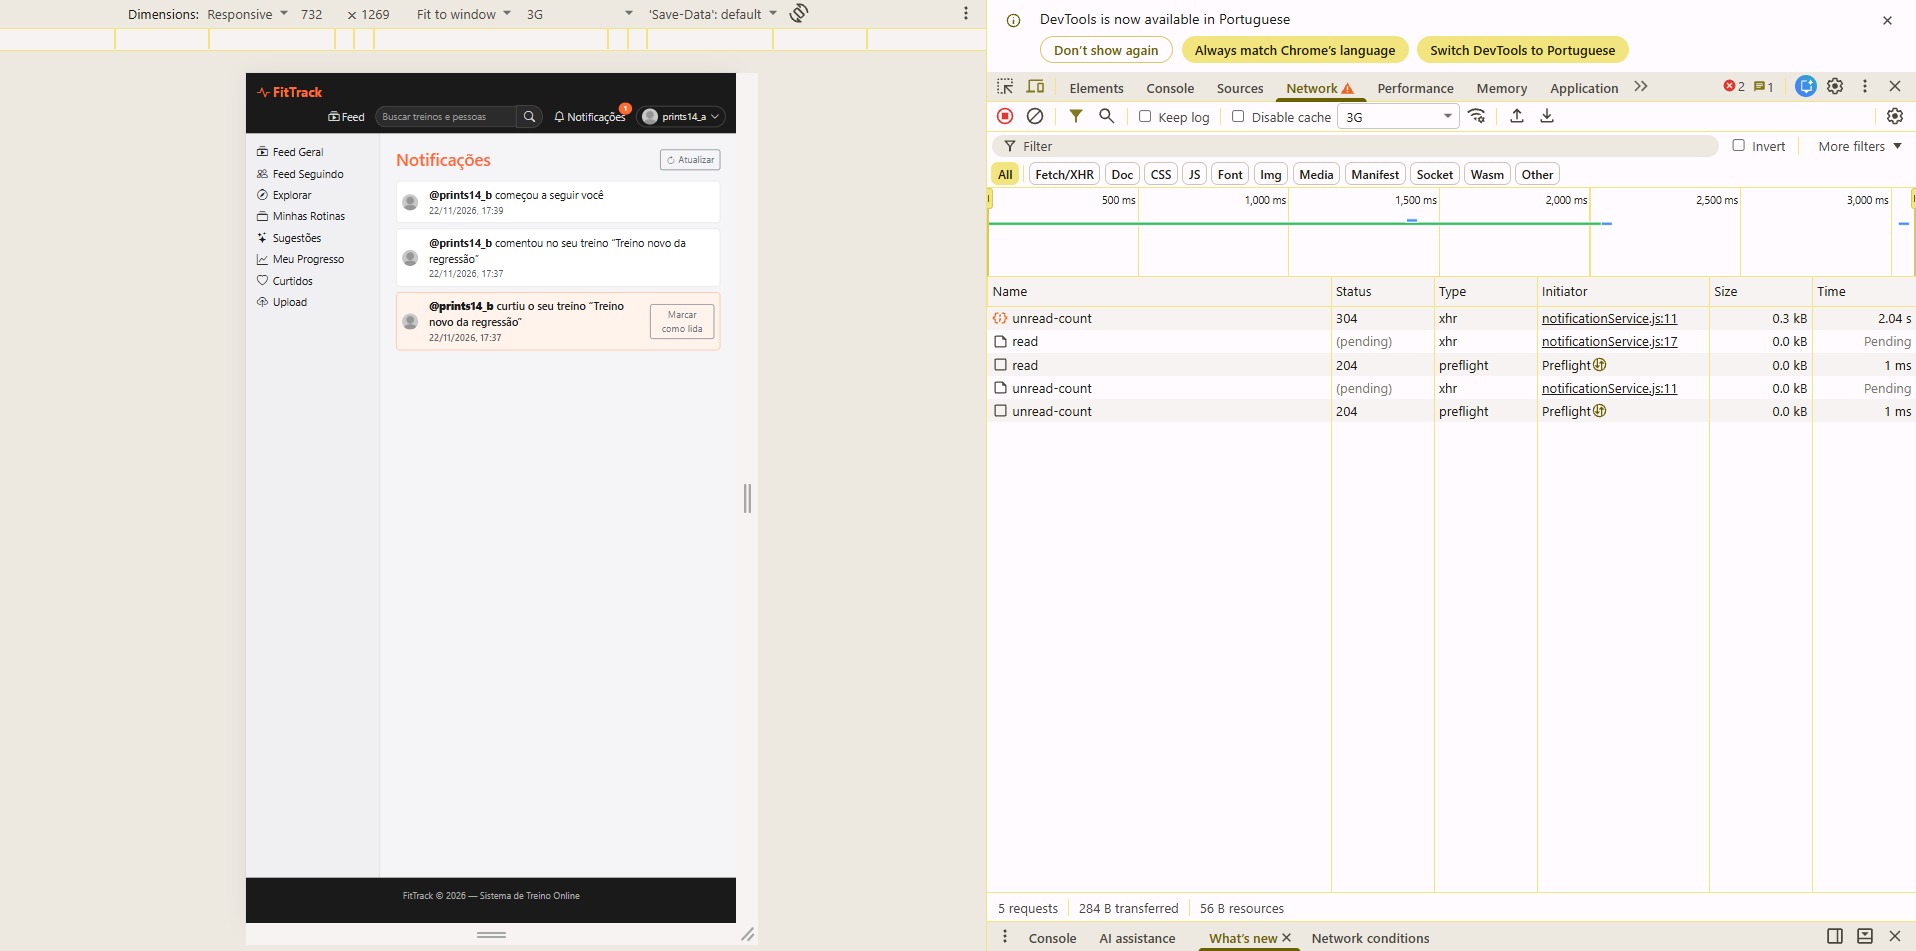 Dimensions: Responsive 732 × 1269 Fit to window 3G 'Save-Data': default
FitTrack
Feed Buscar treinos e pessoas Notificações 1 prints14_a
Feed Geral
Feed Seguindo
Explorar
Minhas Rotinas
Sugestões
Meu Progresso
Curtidos
Upload
Notificações Atualizar
@prints14_b começou a seguir você
22/11/2026, 17:39
@prints14_b comentou no seu treino “Treino novo da
regressão”
22/11/2026, 17:37
@prints14_b curtiu o seu treino “Treino
novo da regressão”
22/11/2026, 17:37
Marcar
como lida
FitTrack © 2026 — Sistema de Treino Online
DevTools is now available in Portuguese
Don't show again Always match Chrome's language Switch DevTools to Portuguese
Elements Console Sources Network Performance Memory Application 2 1
Keep log Disable cache 3G
Filter Invert More filters
All Fetch/XHR Doc CSS JS Font Img Media Manifest Socket Wasm Other
500 ms 1,000 ms 1,500 ms 2,000 ms 2,500 ms 3,000 ms
Name Status Type Initiator Size Time
unread-count 304 xhr notificationService.js:11 0.3 kB 2.04 s
read (pending) xhr notificationService.js:17 0.0 kB Pending
read 204 preflight Preflight 0.0 kB 1 ms
unread-count (pending) xhr notificationService.js:11 0.0 kB Pending
unread-count 204 preflight Preflight 0.0 kB 1 ms
5 requests 284 B transferred 56 B resources
Console AI assistance What's new Network conditions